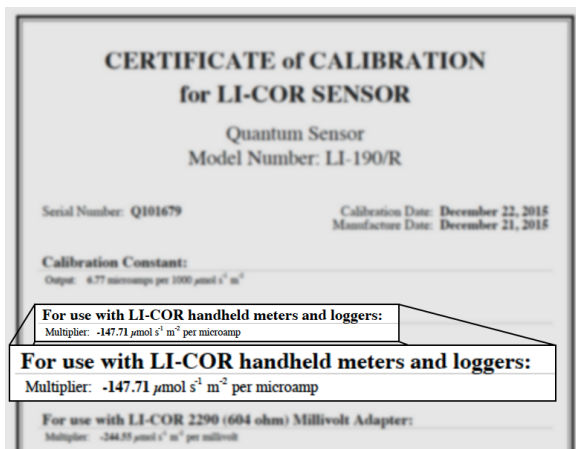 CERTIFICATE of CALIBRATION
for LI-COR SENSOR
Quantum Sensor
Model Number: LI-190/R
Serial Number: Q101679
Calibration Date: December 22, 2015
Manufacture Date: December 21, 2015
Calibration Constant:
Output: 6.77 microamps per 1000 μmol s⁻¹ m⁻²
For use with LI-COR handheld meters and loggers:
Multiplier: -147.71 μmol s⁻¹ m⁻² per microamp
For use with LI-COR handheld meters and loggers:
Multiplier: -147.71 μmol s⁻¹ m⁻² per microamp
For use with LI-COR 2290 (604 ohm) Millivolt Adapter:
Multiplier: -244.55 μmol s⁻¹ m⁻² per millivolt